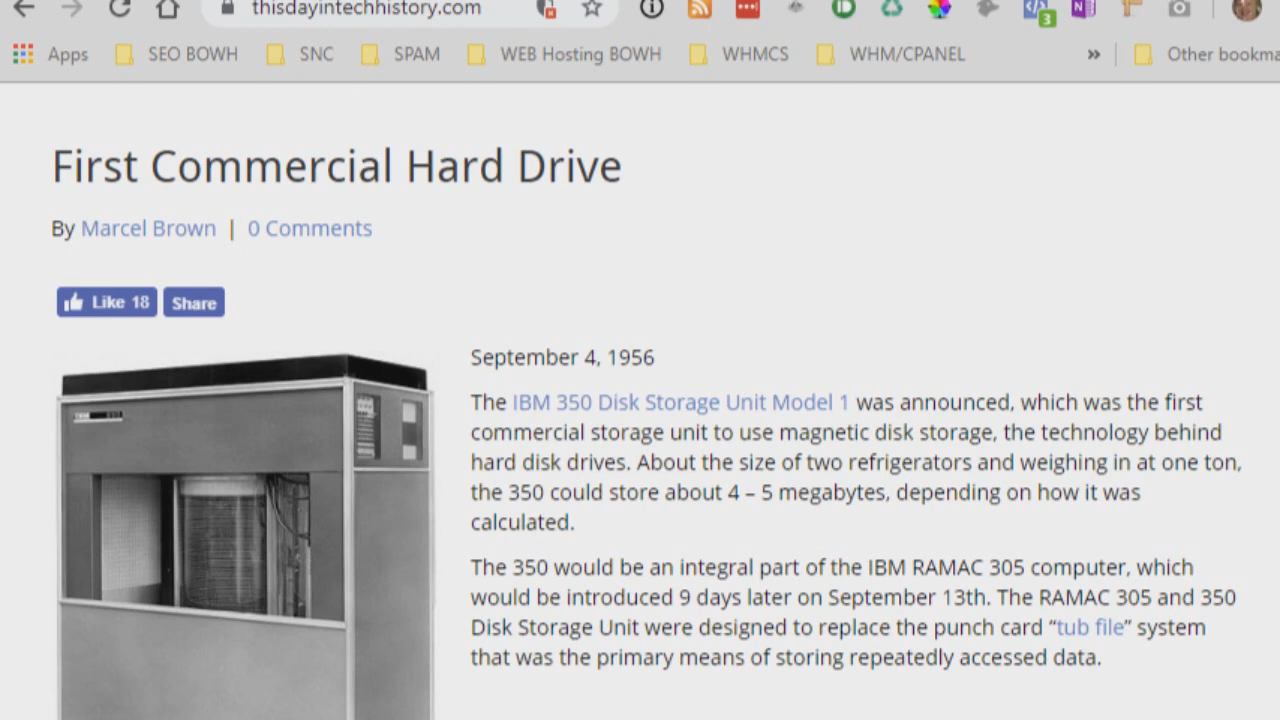 thisdayintechhistory.com
3
Apps SEO BOWH SNC SPAM WEB Hosting BOWH WHMCS WHM/CPANEL » Other bookma
First Commercial Hard Drive
By Marcel Brown | 0 Comments
Like 18 Share
September 4, 1956
The IBM 350 Disk Storage Unit Model 1 was announced, which was the first
commercial storage unit to use magnetic disk storage, the technology behind
hard disk drives. About the size of two refrigerators and weighing in at one ton,
the 350 could store about 4 – 5 megabytes, depending on how it was
calculated.
The 350 would be an integral part of the IBM RAMAC 305 computer, which
would be introduced 9 days later on September 13th. The RAMAC 305 and 350
Disk Storage Unit were designed to replace the punch card “tub file” system
that was the primary means of storing repeatedly accessed data.